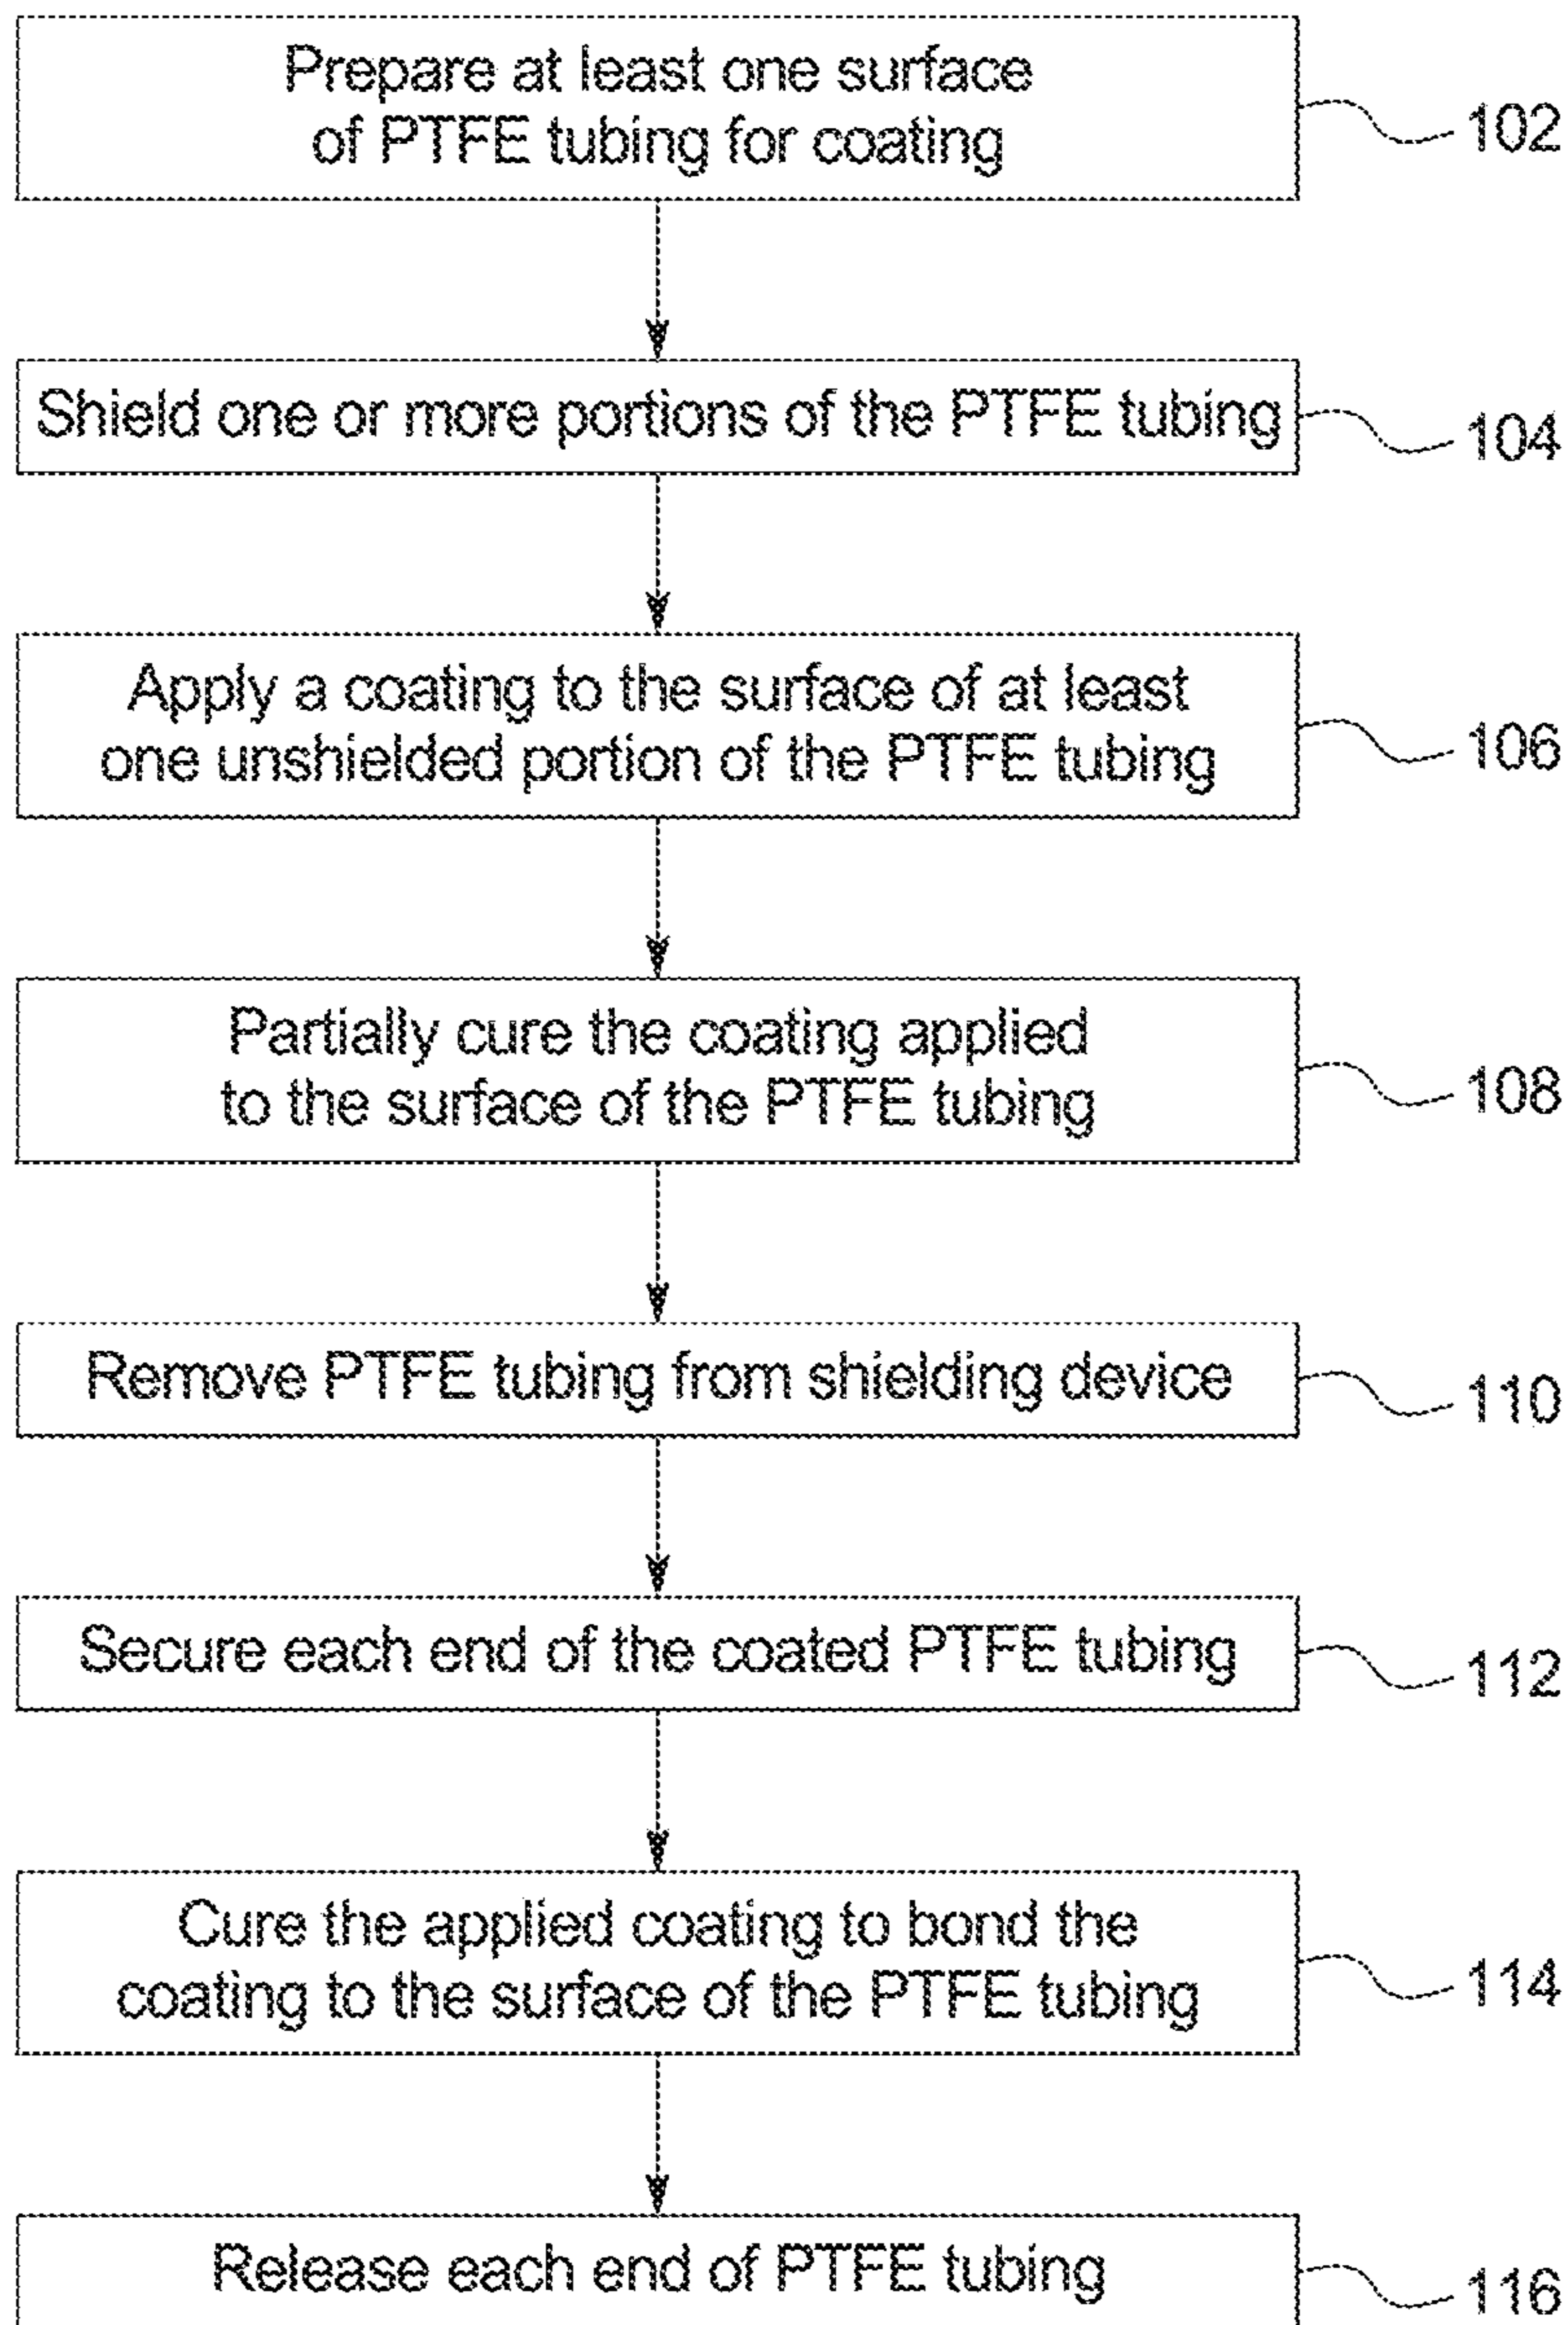 Prepare at least one surface
of PTFE tubing for coating
102
Shield one or more portions of the PTFE tubing
104
Apply a coating to the surface of at least
one unshielded portion of the PTFE tubing
106
Partially cure the coating applied
to the surface of the PTFE tubing
108
Remove PTFE tubing from shielding device
110
Secure each end of the coated PTFE tubing
112
Cure the applied coating to bond the
coating to the surface of the PTFE tubing
114
Release each end of PTFE tubing
116